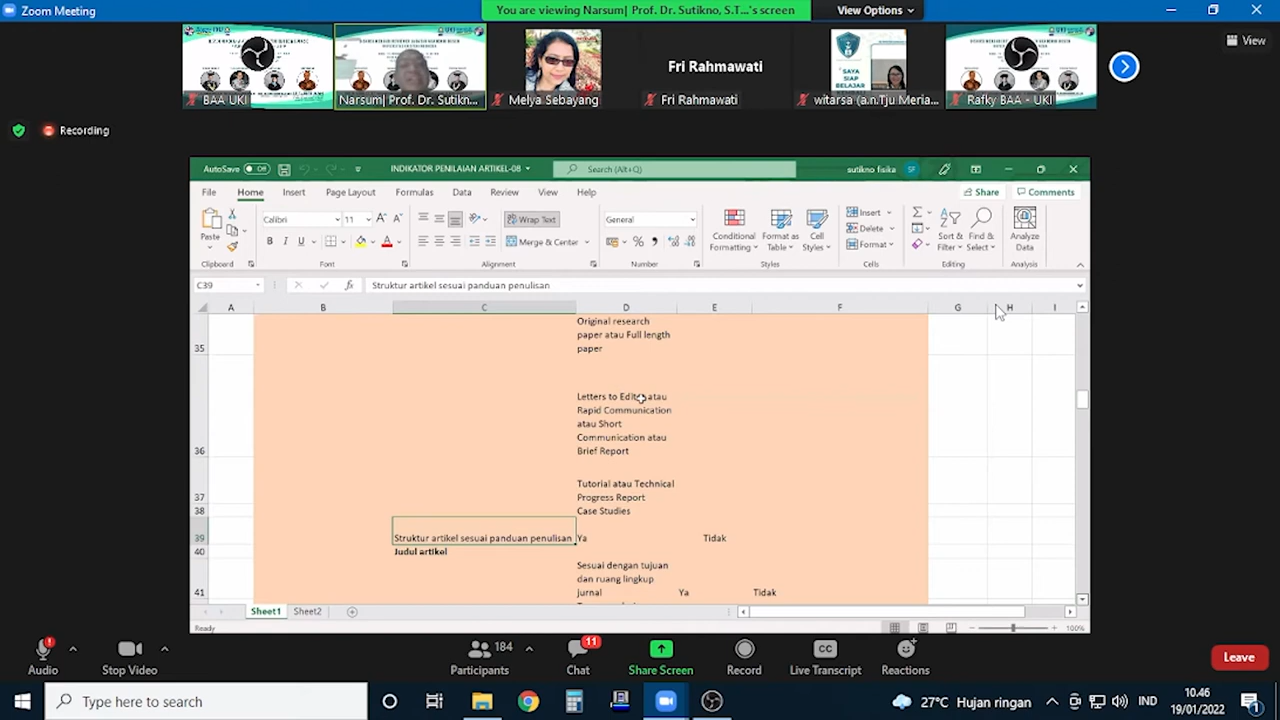 Zoom Meeting
You are viewing Narsum| Prof. Dr. Sutikno, S.T...'s screen
View Options
BAA UKI
Narsum| Prof. Dr. Sutikn...
Melya Sebayang
Fri Rahmawati
Fri Rahmawati
SAYA
SIAP
BELAJAR
witarsa (a.n.Tju Meria...
Rafky BAA - UKI
Recording
AutoSave Off
INDIKATOR PENILAIAN ARTIKEL-08
Search (Alt+Q)
sutikno fisika
SF
File Home Insert Page Layout Formulas Data Review View Help
Share
Comments
Paste
Calibri
11
Wrap Text
Merge & Center
General
Conditional
Formatting
Format as
Table
Cell
Styles
Insert
Delete
Format
Sort &
Filter
Find &
Select
Analyze
Data
Clipboard
Font
Alignment
Number
Styles
Cells
Editing
Analysis
C39
fx
Struktur artikel sesuai panduan penulisan
A B C D E F G H I
Original research
paper atau Full length
35 paper
Letters to Editor atau
Rapid Communication
atau Short
Communication atau
36 Brief Report
Tutorial atau Technical
37 Progress Report
38 Case Studies
39 Struktur artikel sesuai panduan penulisan Ya Tidak
40 Judul artikel
Sesuai dengan tujuan
dan ruang lingkup
41 jurnal Ya Tidak
Sheet1 Sheet2
Ready
100%
Audio
Stop Video
184
Participants
11
Chat
Share Screen
Record
CC
Live Transcript
Reactions
Leave
Type here to search
27°C Hujan ringan
IND
10.46
19/01/2022
1